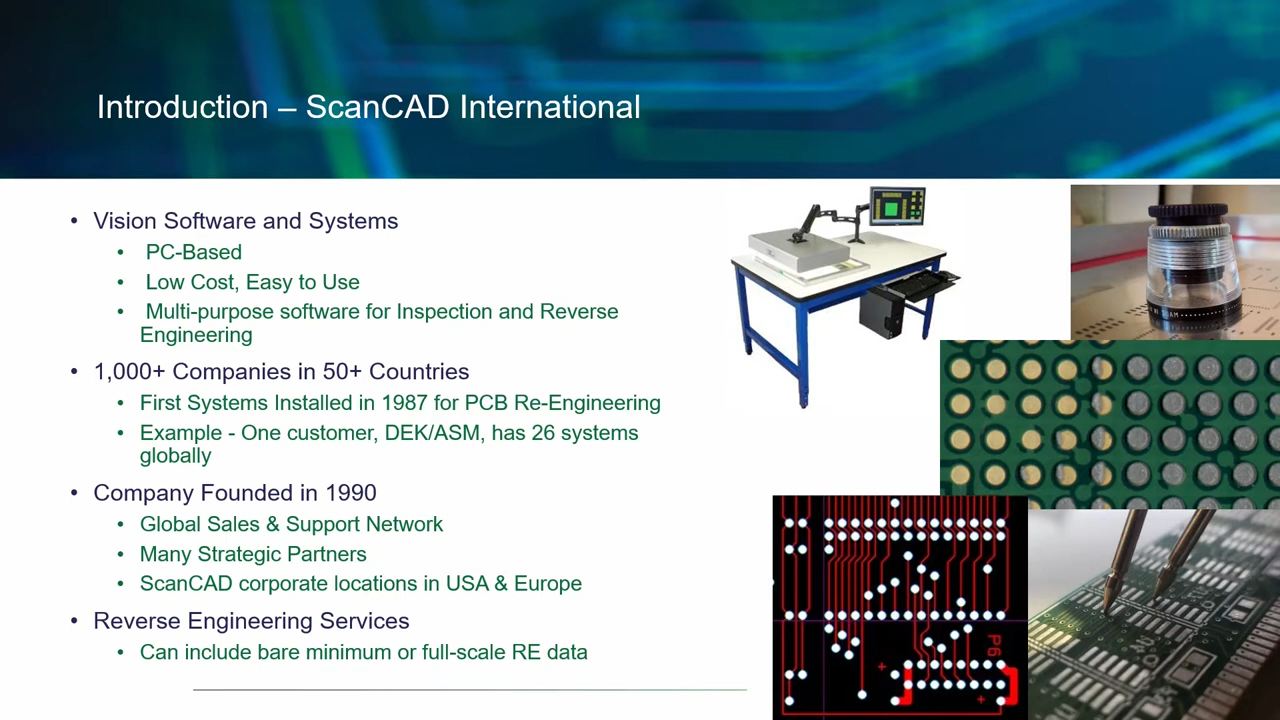 Introduction – ScanCAD International
• Vision Software and Systems
• PC-Based
• Low Cost, Easy to Use
• Multi-purpose software for Inspection and Reverse
Engineering
• 1,000+ Companies in 50+ Countries
• First Systems Installed in 1987 for PCB Re-Engineering
• Example - One customer, DEK/ASM, has 26 systems
globally
• Company Founded in 1990
• Global Sales & Support Network
• Many Strategic Partners
• ScanCAD corporate locations in USA & Europe
• Reverse Engineering Services
• Can include bare minimum or full-scale RE data
P6